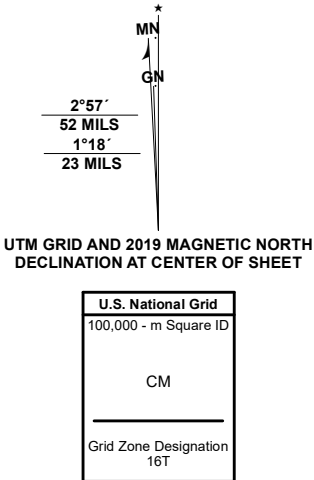 MN
GN
2°57´
52 MILS
1°18´
23 MILS
UTM GRID AND 2019 MAGNETIC NORTH
DECLINATION AT CENTER OF SHEET
U.S. National Grid
100,000 - m Square ID
CM
Grid Zone Designation
16T